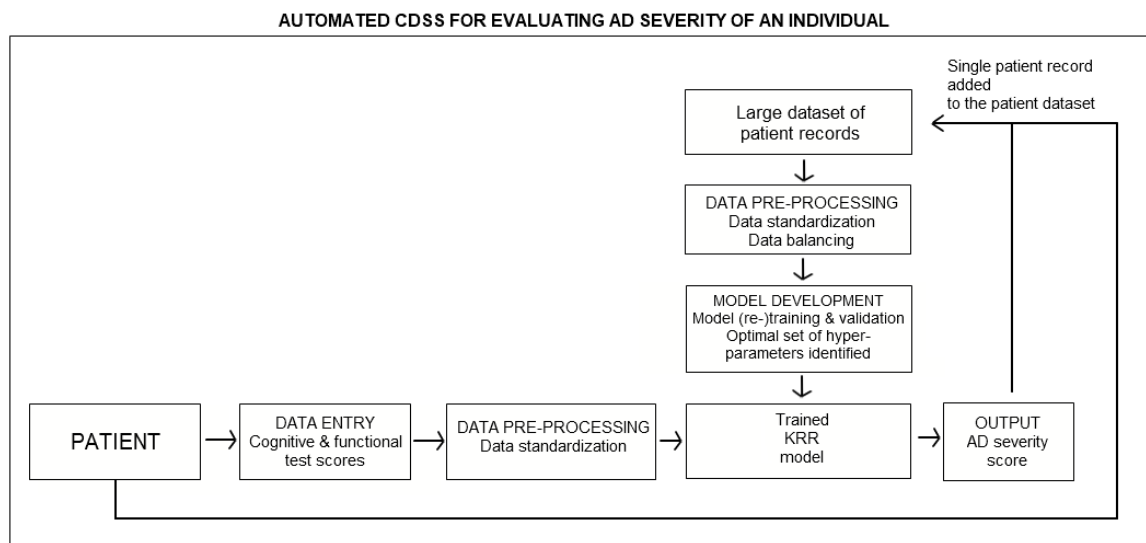 AUTOMATED CDSS FOR EVALUATING AD SEVERITY OF AN INDIVIDUAL
Single patient record
added
to the patient dataset
Large dataset of
patient records
DATA PRE-PROCESSING
Data standardization
Data balancing
MODEL DEVELOPMENT
Model (re-)training & validation
Optimal set of hyper-
parameters identified
PATIENT
DATA ENTRY
Cognitive & functional
test scores
DATA PRE-PROCESSING
Data standardization
Trained
KRR
model
OUTPUT
AD severity
score